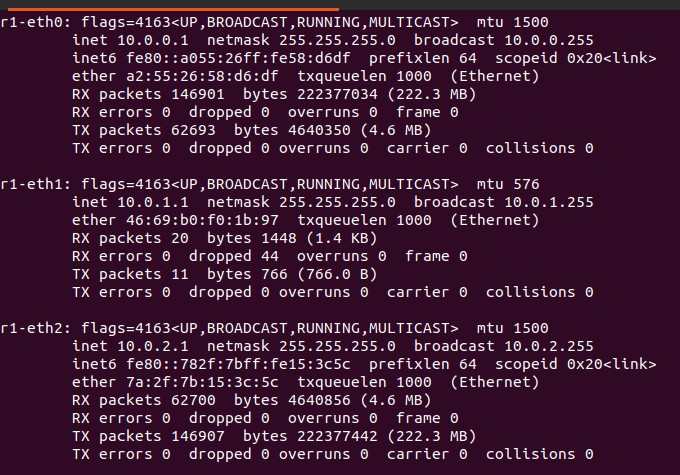 r1-eth0: flags=4163<UP,BROADCAST,RUNNING,MULTICAST>  mtu 1500
        inet 10.0.0.1  netmask 255.255.255.0  broadcast 10.0.0.255
        inet6 fe80::a055:26ff:fe58:d6df  prefixlen 64  scopeid 0x20<link>
        ether a2:55:26:58:d6:df  txqueuelen 1000  (Ethernet)
        RX packets 146901  bytes 222377034 (222.3 MB)
        RX errors 0  dropped 0  overruns 0  frame 0
        TX packets 62693  bytes 4640350 (4.6 MB)
        TX errors 0  dropped 0 overruns 0  carrier 0  collisions 0

r1-eth1: flags=4163<UP,BROADCAST,RUNNING,MULTICAST>  mtu 576
        inet 10.0.1.1  netmask 255.255.255.0  broadcast 10.0.1.255
        ether 46:69:b0:f0:1b:97  txqueuelen 1000  (Ethernet)
        RX packets 20  bytes 1448 (1.4 KB)
        RX errors 0  dropped 44  overruns 0  frame 0
        TX packets 11  bytes 766 (766.0 B)
        TX errors 0  dropped 0 overruns 0  carrier 0  collisions 0

r1-eth2: flags=4163<UP,BROADCAST,RUNNING,MULTICAST>  mtu 1500
        inet 10.0.2.1  netmask 255.255.255.0  broadcast 10.0.2.255
        inet6 fe80::782f:7bff:fe15:3c5c  prefixlen 64  scopeid 0x20<link>
        ether 7a:2f:7b:15:3c:5c  txqueuelen 1000  (Ethernet)
        RX packets 62700  bytes 4640856 (4.6 MB)
        RX errors 0  dropped 0  overruns 0  frame 0
        TX packets 146907  bytes 222377442 (222.3 MB)
        TX errors 0  dropped 0 overruns 0  carrier 0  collisions 0